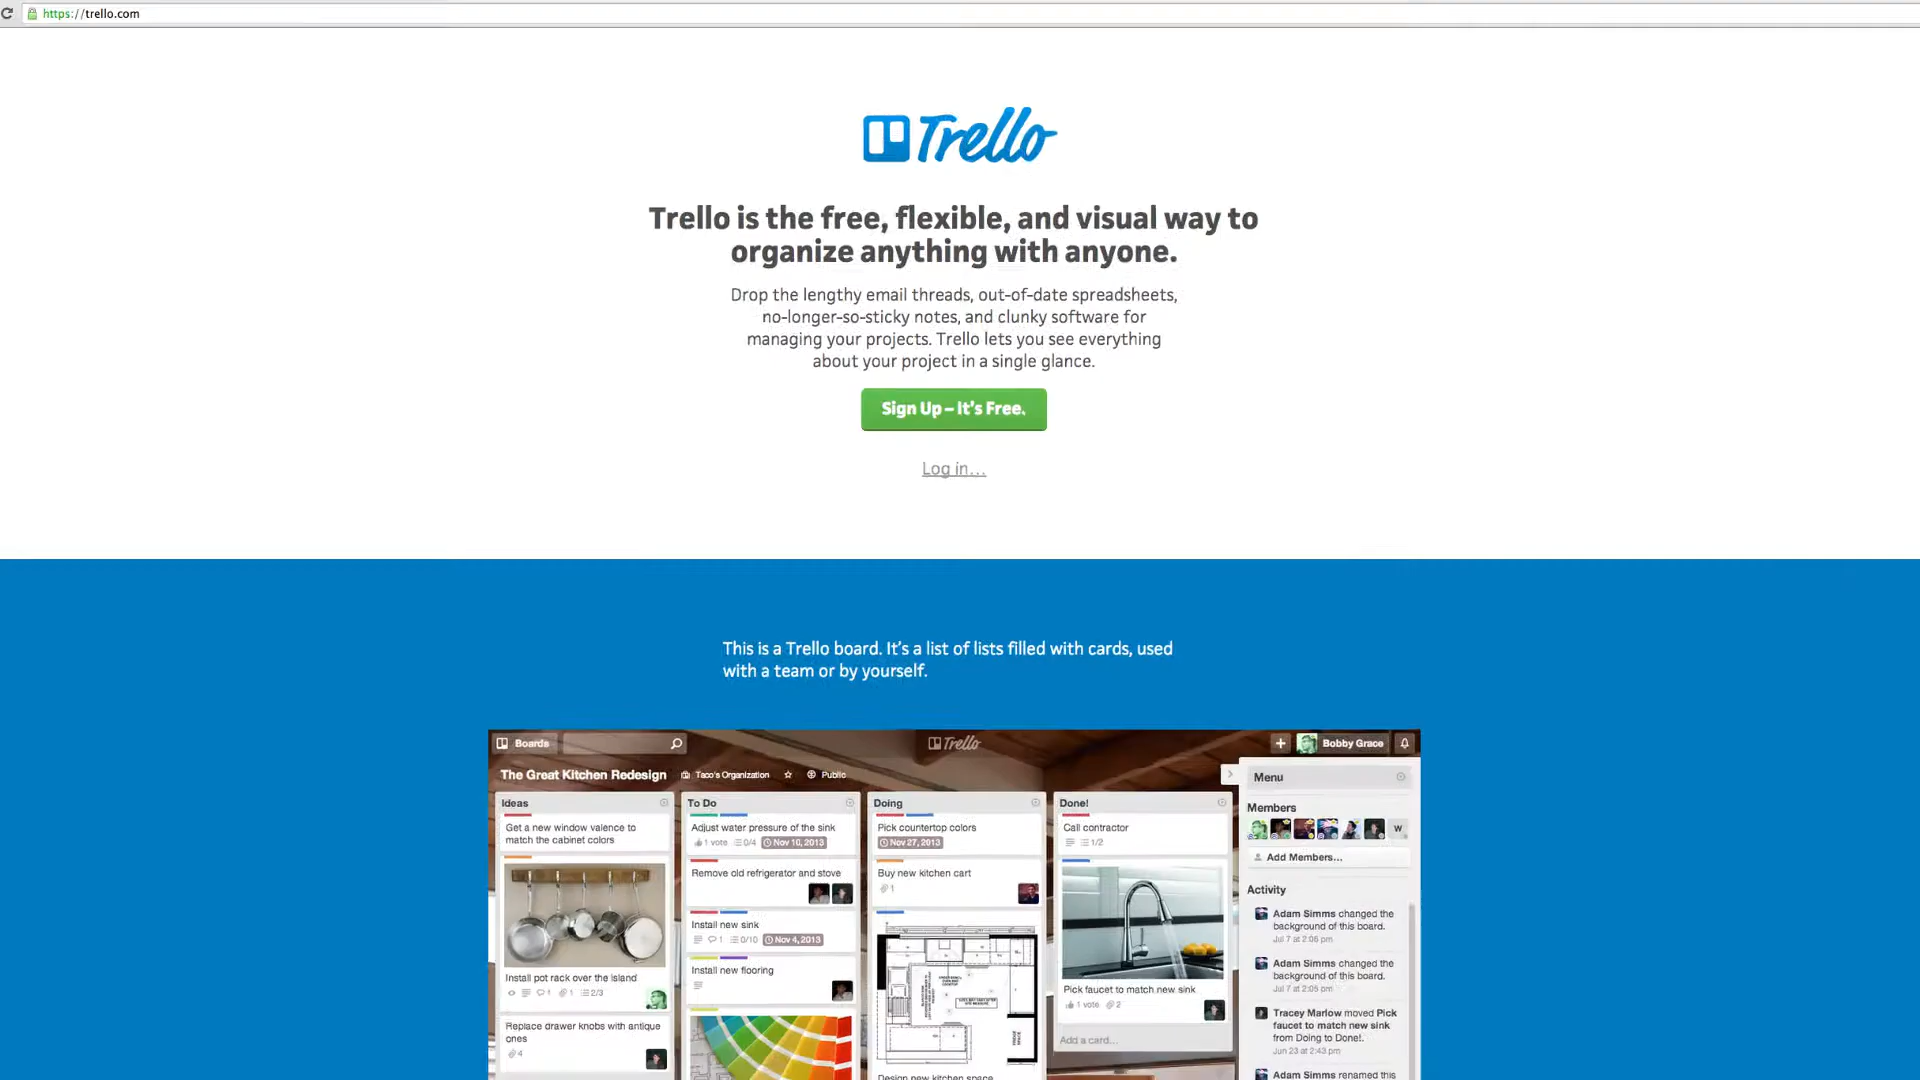 https://trello.com
Trello
Trello is the free, flexible, and visual way to
organize anything with anyone.
Drop the lengthy email threads, out-of-date spreadsheets,
no-longer-so-sticky notes, and clunky software for
managing your projects. Trello lets you see everything
about your project in a single glance.
Sign Up – It's Free.
Log in…
This is a Trello board. It's a list of lists filled with cards, used
with a team or by yourself.
Boards
Trello
Bobby Grace
The Great Kitchen Redesign
Taco's Organization
Public
Ideas
Get a new window valence to
match the cabinet colors
Install pot rack over the island
1
1
2/3
Replace drawer knobs with antique
ones
4
To Do
Adjust water pressure of the sink
1 vote
0/4
Nov 10, 2013
Remove old refrigerator and stove
Install new sink
1
0/10
Nov 4, 2013
Install new flooring
Doing
Pick countertop colors
Nov 27, 2013
Buy new kitchen cart
1
Design new kitchen space
Done!
Call contractor
1/2
Pick faucet to match new sink
1 vote
2
Add a card…
Menu
Members
W
Add Members…
Activity
Adam Simms changed the
background of this board.
Jul 7 at 2:06 pm
Adam Simms changed the
background of this board.
Jul 7 at 2:06 pm
Tracey Marlow moved Pick
faucet to match new sink
from Doing to Done!.
Jun 23 at 2:43 pm
Adam Simms renamed this